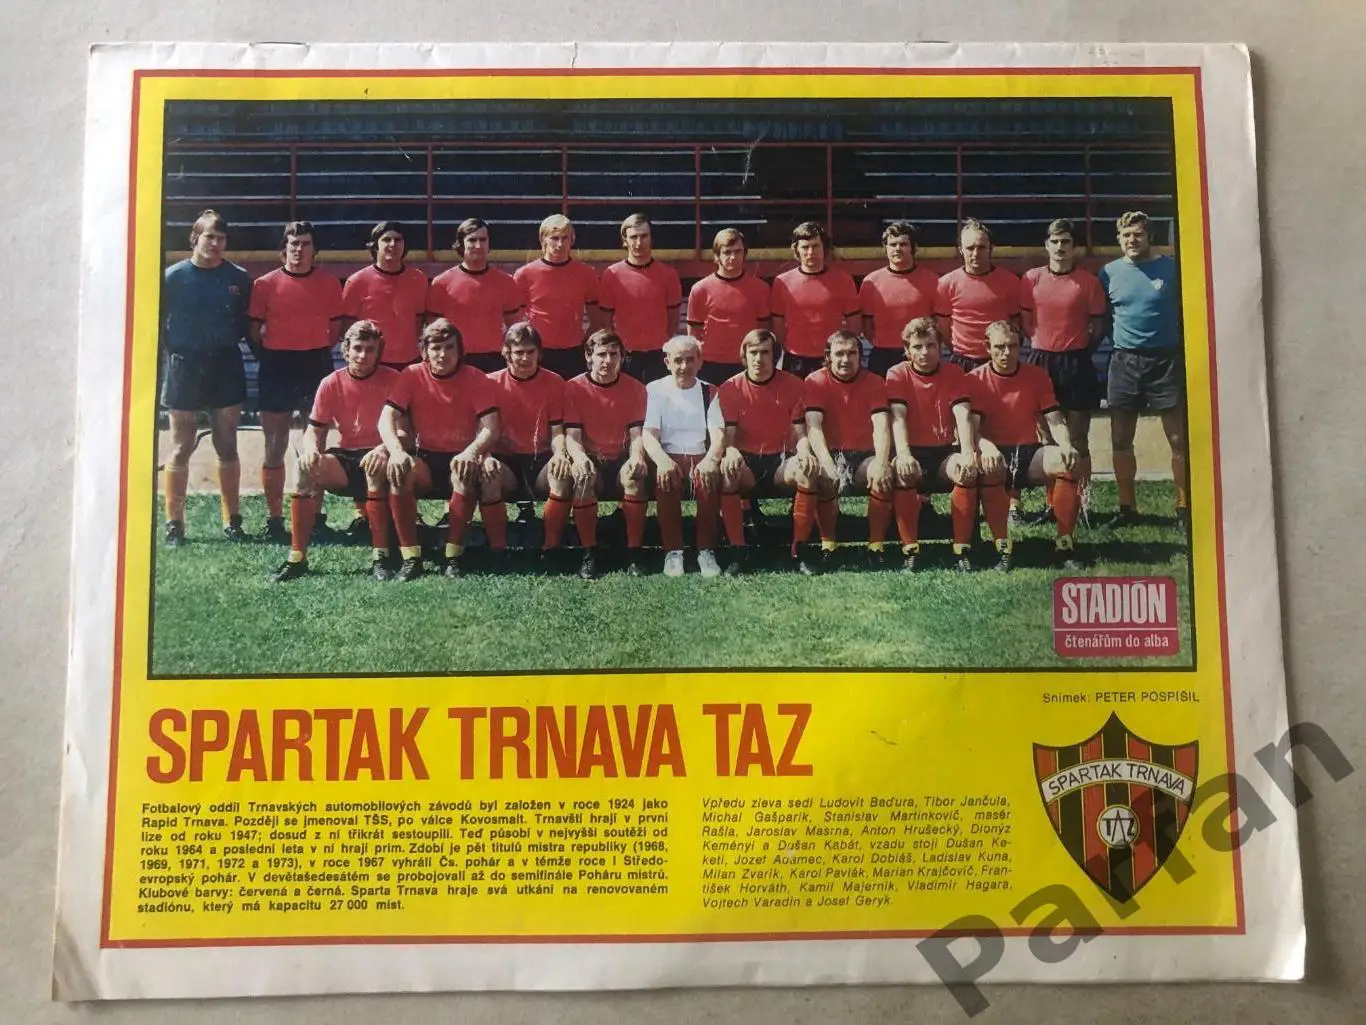 STADIÓN
čtenářům do alba
Snímek: PETER POSPÍŠIL
SPARTAK TRNAVA TAZ
Fotbalový oddíl Trnavských automobilových závodů byl založen v roce 1924 jako
Rapid Trnava. Později se jmenoval TŠS, po válce Kovosmalt. Trnavští hrají v první
lize od roku 1947; dosud z ní třikrát sestoupili. Teď působí v nejvyšší soutěži od
roku 1964 a poslední leta v ní hrají prim. Zdobí je pět titulů mistra republiky (1968,
1969, 1971, 1972 a 1973), v roce 1967 vyhráli Čs. pohár a v témže roce I Středo-
evropský pohár. V devětašedesátém se probojovali až do semifinále Poháru mistrů.
Klubové barvy: červená a černá. Sparta Trnava hraje svá utkání na renovovaném
stadiónu, který má kapacitu 27 000 míst.
Vpředu zleva sedí Ludovít Baďura, Tibor Jančula,
Michal Gašparík, Stanislav Martinkovič, masér
Rašla, Jaroslav Masrna, Anton Hrušecký, Dionýz
Keményi a Dušan Kabát, vzadu stojí Dušan Ke-
keti, Jozef Adamec, Karol Dobiáš, Ladislav Kuna,
Milan Zvarík, Karol Pavlák, Marian Krajčovič, Fran-
tišek Horváth, Kamil Majerník, Vladimír Hagara,
Vojtech Varadin a Josef Geryk.
SPARTAK TRNAVA
TAZ
Parran